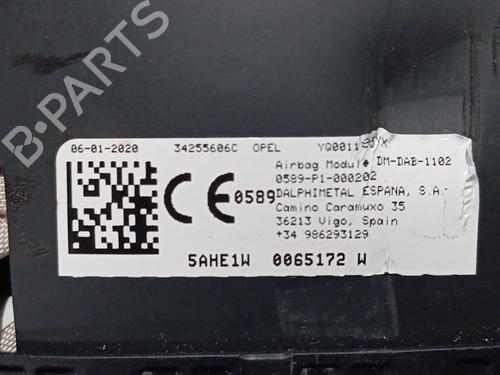 B-PARTS
06-01-2020 34255606C OPEL
Airbag Module DM-DAB-1102
0589-P1-000202
CE 0589 DALPHIMETAL ESPANA, S.A.
Camino Caramuxo 35
36213 Vigo, Spain
+34 986293129
5AHE1W 0065172 W